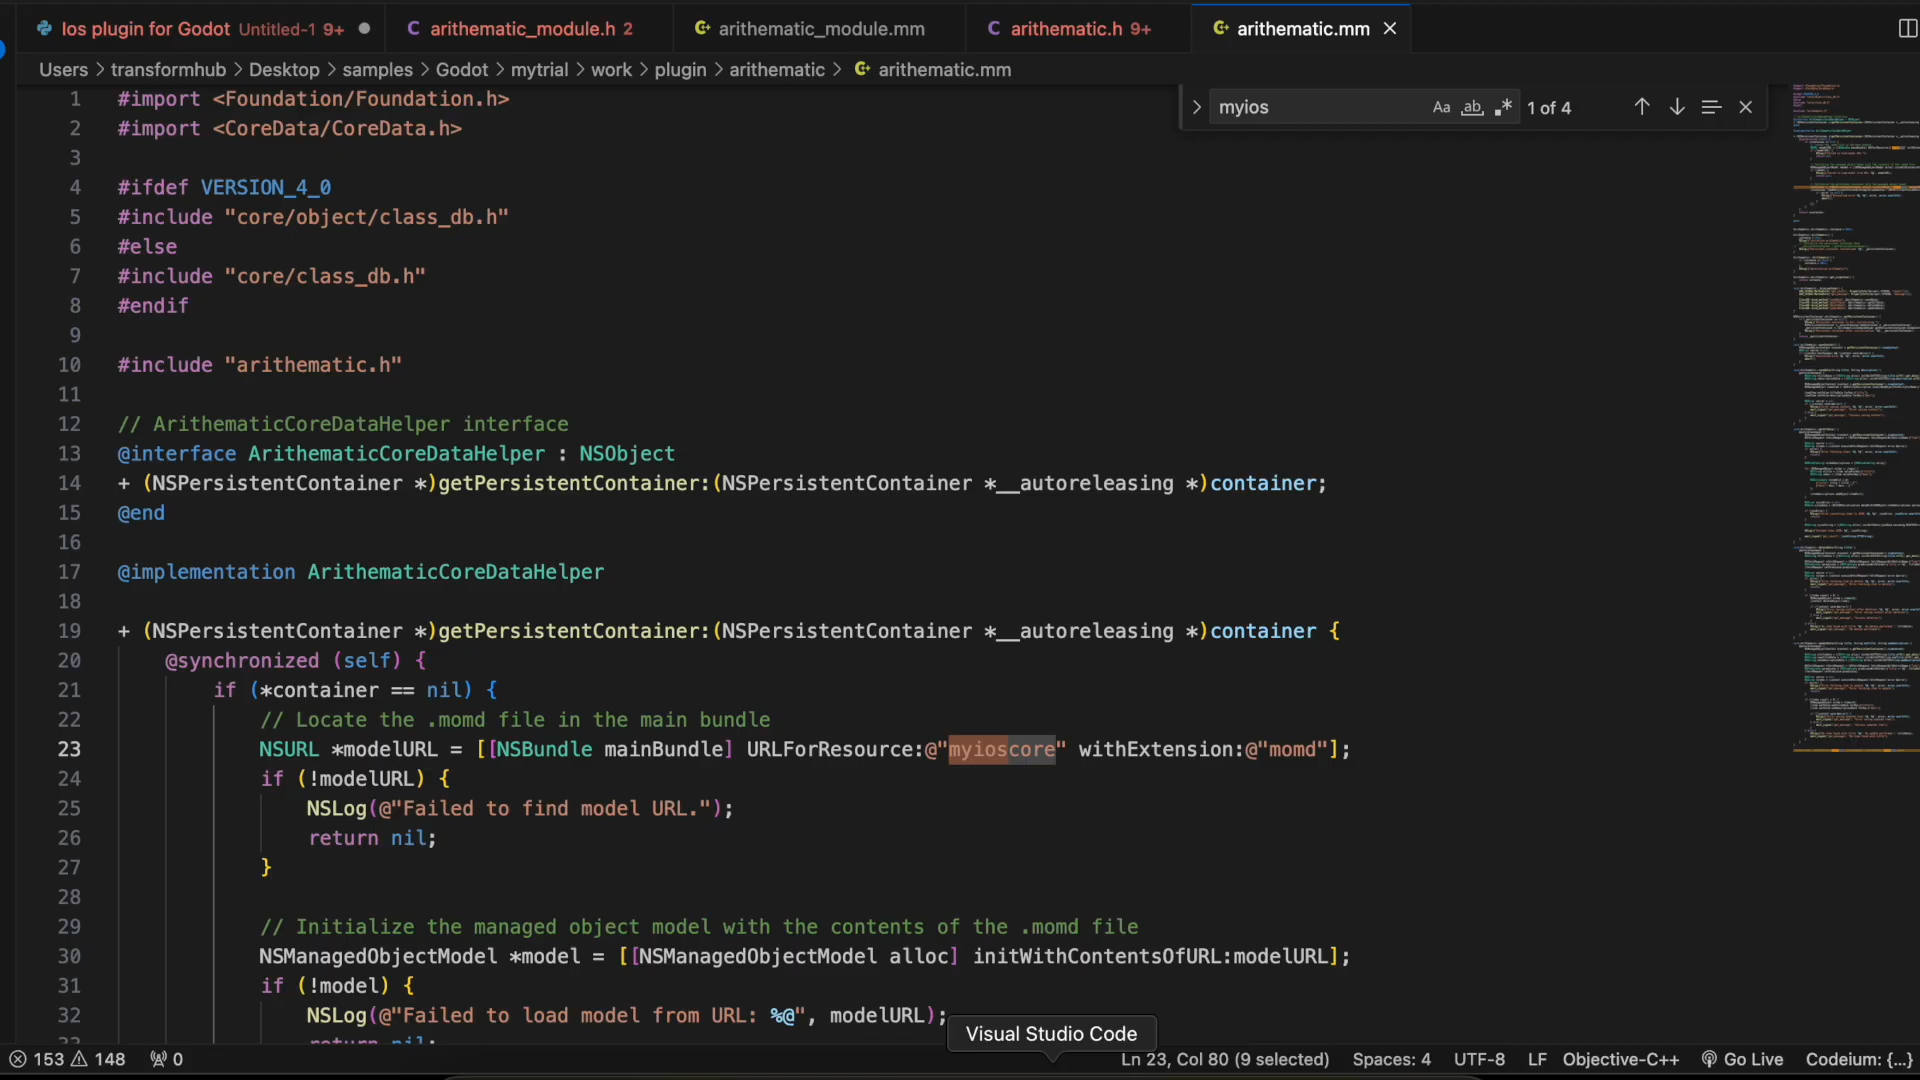 Ios plugin for Godot Untitled-1 9+
arithematic_module.h 2
arithematic_module.mm
arithematic.h 9+
arithematic.mm
Users > transformhub > Desktop > samples > Godot > mytrial > work > plugin > arithematic > arithematic.mm
myios Aa ab 1 of 4
1 #import <Foundation/Foundation.h>
2 #import <CoreData/CoreData.h>
3
4 #ifdef VERSION_4_0
5 #include "core/object/class_db.h"
6 #else
7 #include "core/class_db.h"
8 #endif
9
10 #include "arithematic.h"
11
12 // ArithematicCoreDataHelper interface
13 @interface ArithematicCoreDataHelper : NSObject
14 + (NSPersistentContainer *)getPersistentContainer:(NSPersistentContainer *__autoreleasing *)container;
15 @end
16
17 @implementation ArithematicCoreDataHelper
18
19 + (NSPersistentContainer *)getPersistentContainer:(NSPersistentContainer *__autoreleasing *)container {
20 @synchronized (self) {
21 if (*container == nil) {
22 // Locate the .momd file in the main bundle
23 NSURL *modelURL = [[NSBundle mainBundle] URLForResource:@"myioscore" withExtension:@"momd"];
24 if (!modelURL) {
25 NSLog(@"Failed to find model URL.");
26 return nil;
27 }
28
29 // Initialize the managed object model with the contents of the .momd file
30 NSManagedObjectModel *model = [[NSManagedObjectModel alloc] initWithContentsOfURL:modelURL];
31 if (!model) {
32 NSLog(@"Failed to load model from URL: %@", modelURL);
33 return nil;
Visual Studio Code
153 148 0 Ln 23, Col 80 (9 selected) Spaces: 4 UTF-8 LF Objective-C++ Go Live Codeium: {...}